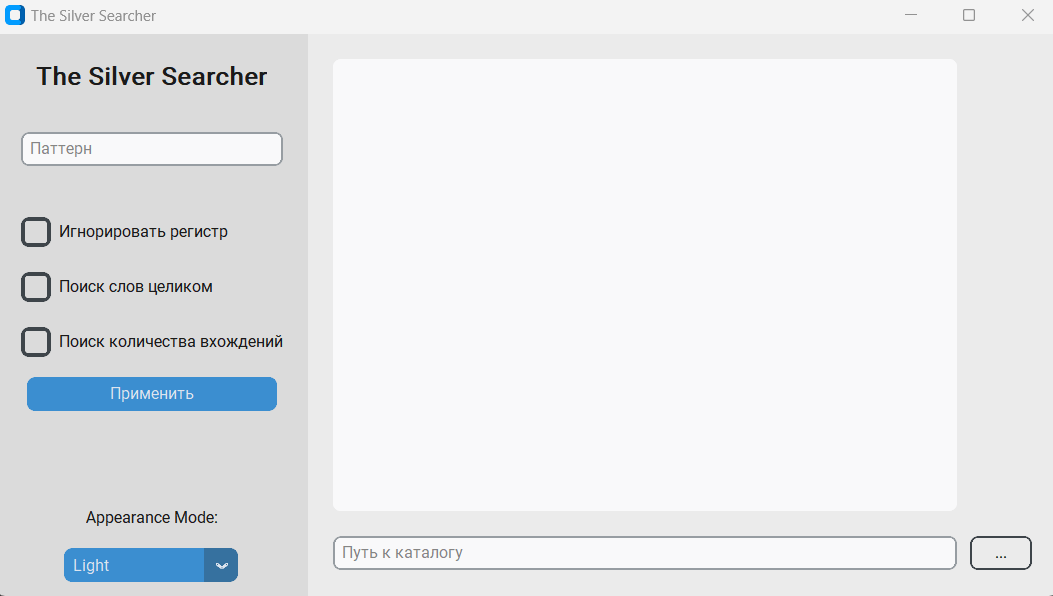 The Silver Searcher
The Silver Searcher
Паттерн
Игнорировать регистр
Поиск слов целиком
Поиск количества вхождений
Применить
Appearance Mode:
Light
Путь к каталогу
...